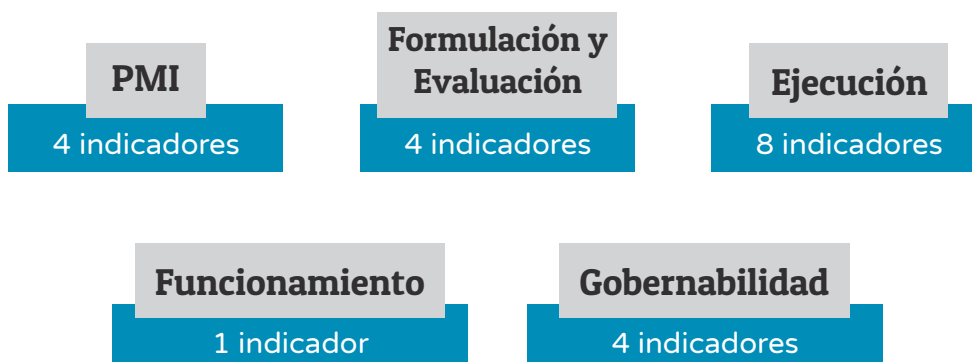 PMI
4 indicadores
Formulación y
Evaluación
4 indicadores
Ejecución
8 indicadores
Funcionamiento
1 indicador
Gobernabilidad
4 indicadores